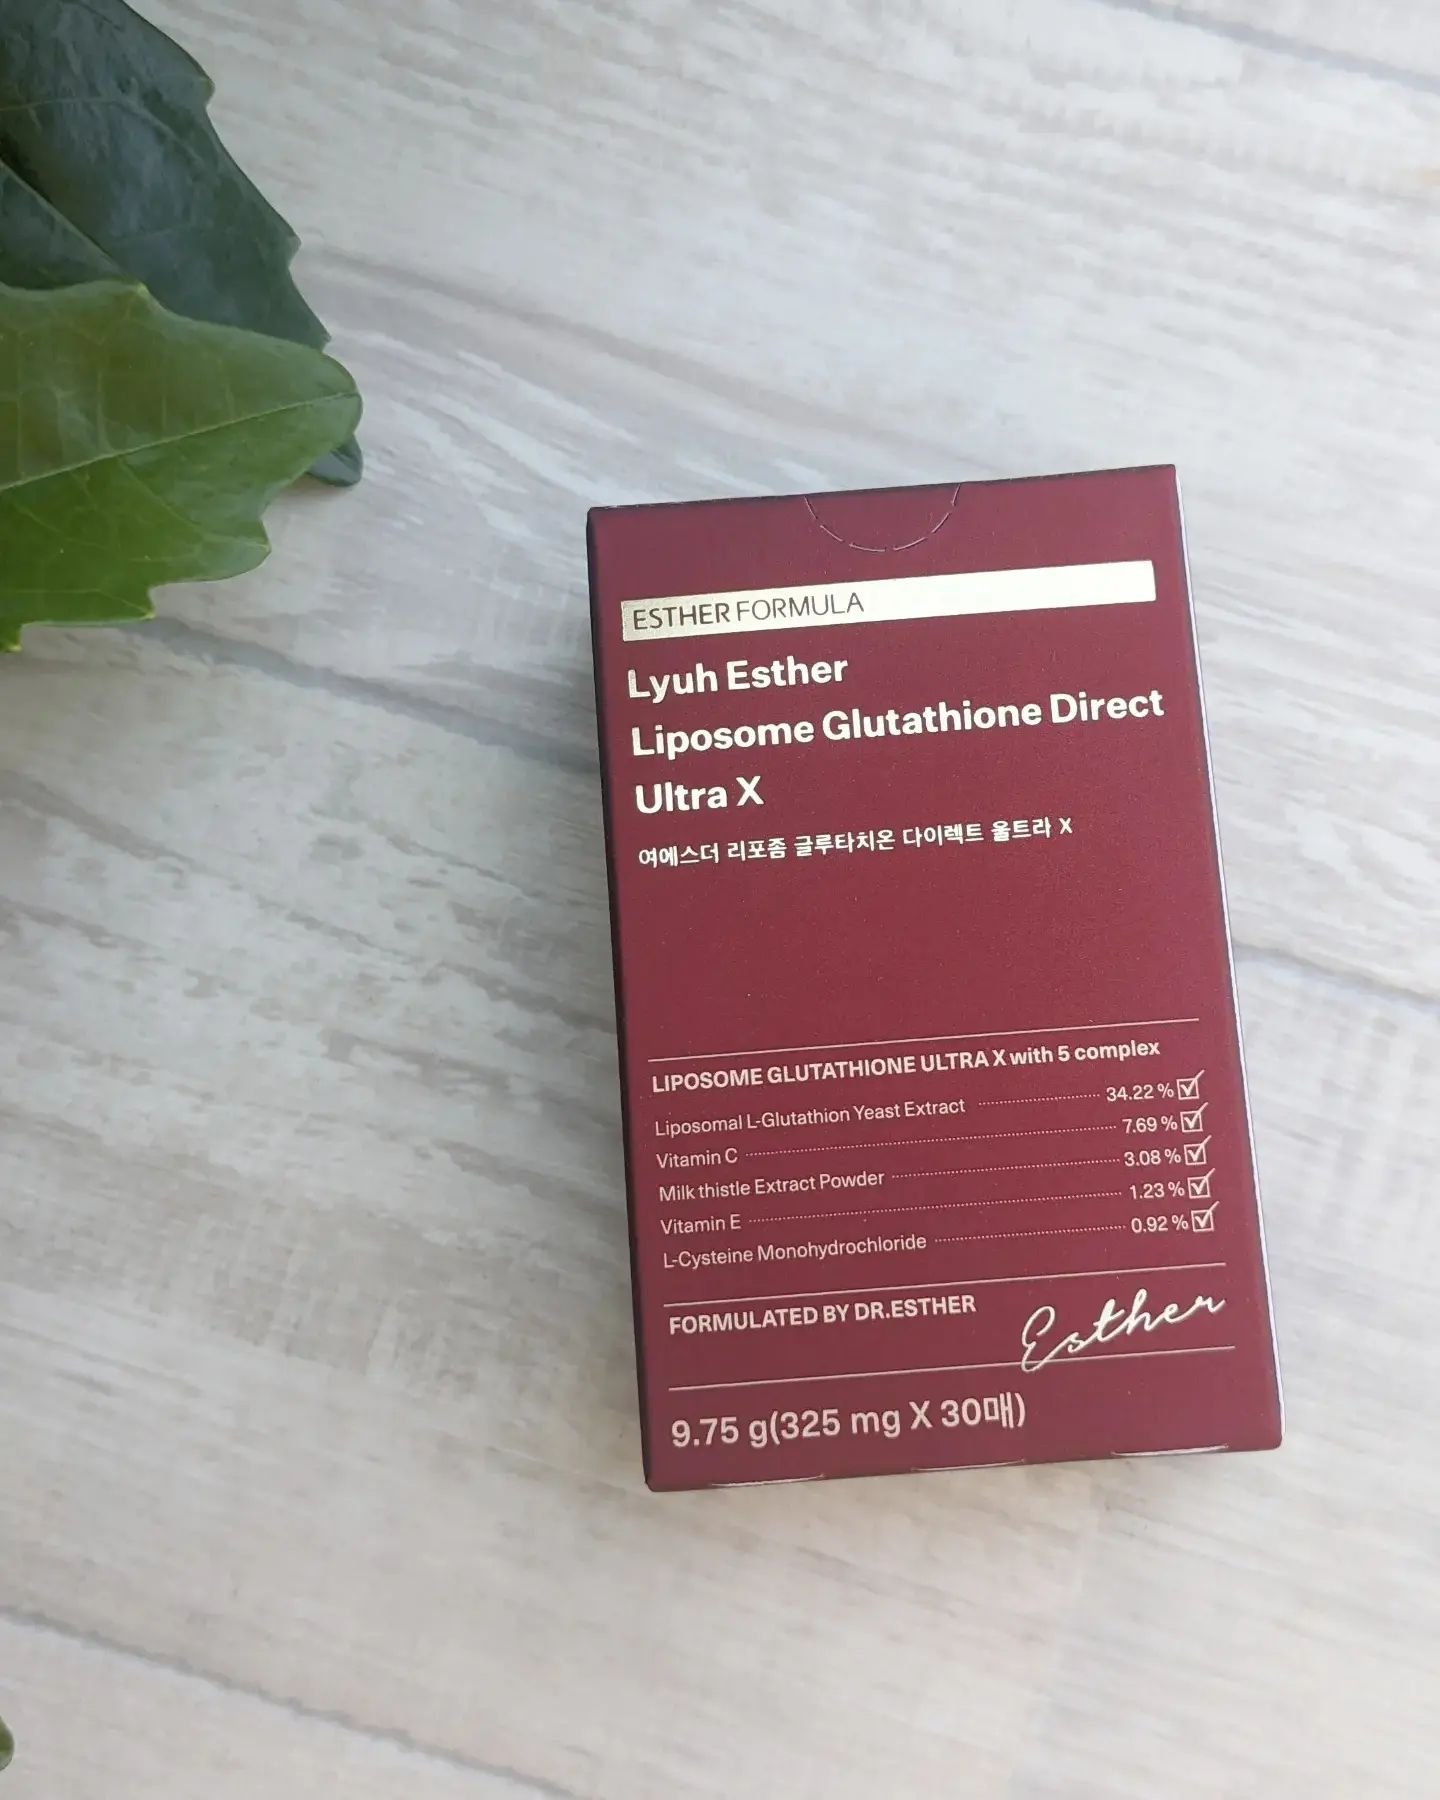 ESTHER FORMULA
Lyuh Esther
Liposome Glutathione Direct
Ultra X
여에스더 리포좀 글루타치온 다이렉트 울트라 X
LIPOSOME GLUTATHIONE ULTRA X with 5 complex
Liposomal L-Glutathion Yeast Extract 34.22 %
Vitamin C 7.69 %
Milk thistle Extract Powder 3.08 %
Vitamin E 1.23 %
L-Cysteine Monohydrochloride 0.92 %
FORMULATED BY DR.ESTHER
Esther
9.75 g(325 mg X 30매)